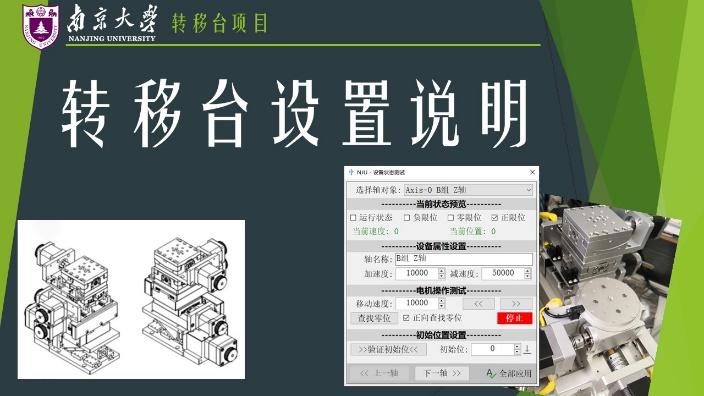 南京大学
NANJING UNIVERSITY
转移台项目
转移台设置说明
NJU - 设置状态测试
选择轴对象: Axis-0 B组 Z轴
----------当前状态预览----------
运行状态 负限位 零限位 正限位
当前速度: 0 当前位置: 0
----------设备属性设置----------
轴名称: B组 Z轴
加速度: 10000 减速度: 50000
----------电机操作测试----------
移动速度: 10000 << >>
查找零位 正向查找零位 停止
----------初始位置设置----------
>>验证初始位<< 初始位: 0
<< 上一轴 下一轴 >> 全部应用